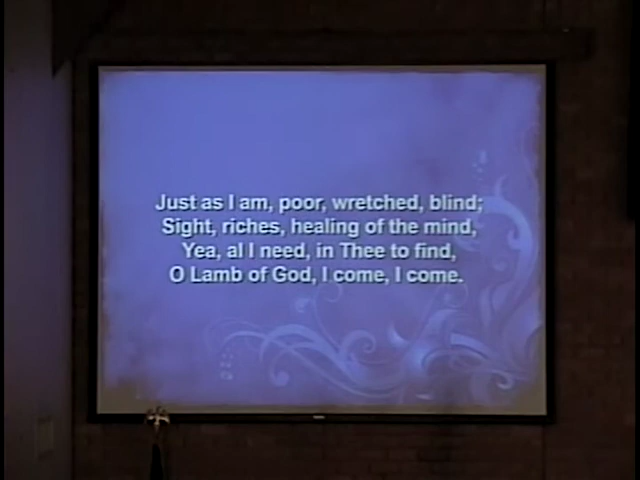 Just as I am, poor, wretched, blind;
Sight, riches, healing of the mind,
Yea, al I need, in Thee to find,
O Lamb of God, I come, I come.